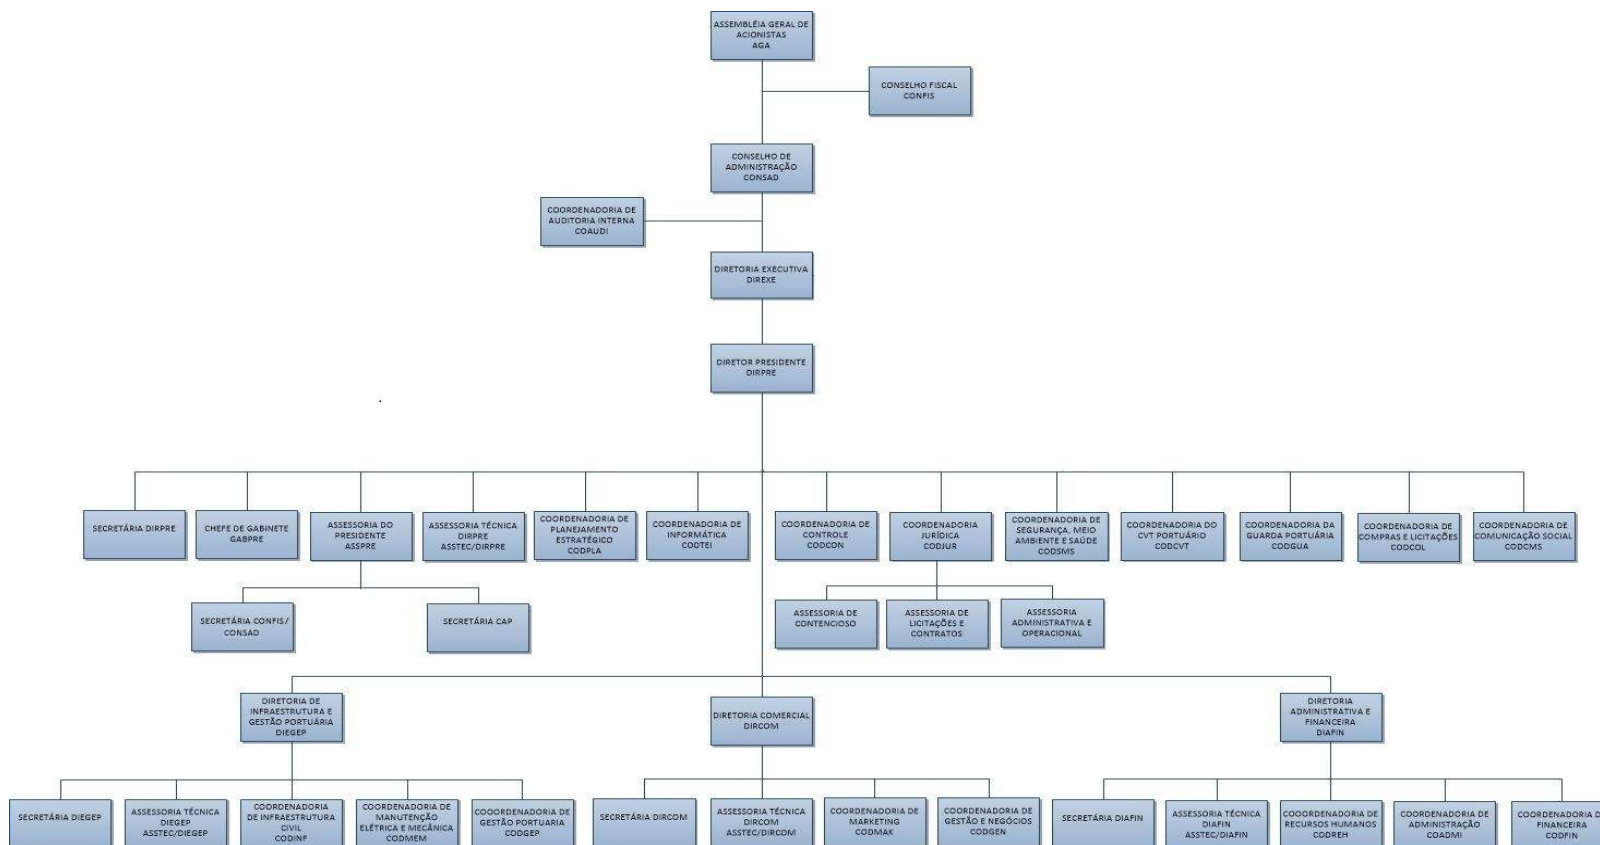 ASSEMBLÉIA GERAL DE
ACIONISTAS
AGA
CONSELHO FISCAL
CONFIS
CONSELHO DE
ADMINISTRAÇÃO
CONSAD
COORDENADORIA DE
AUDITORIA INTERNA
COAUDI
DIRETORIA EXECUTIVA
DIREXE
DIRETOR PRESIDENTE
DIRPRE
SECRETÁRIA DIRPRE
CHEFE DE GABINETE
GABPRE
ASSESSORIA DO
PRESIDENTE
ASSPRE
ASSESSORIA TÉCNICA
DIRPRE
ASSTEC/DIRPRE
COORDENADORIA DE
PLANEJAMENTO
ESTRATÉGICO
CODPLA
COORDENADORIA DE
INFORMÁTICA
CODTEI
COORDENADORIA DE
CONTROLE
CODCON
COORDENADORIA
JURÍDICA
CODJUR
COORDENADORIA DE
SEGURANÇA, MEIO
AMBIENTE E SAÚDE
CODSMS
COORDENADORIA DO
CVT PORTUÁRIO
CODCVT
COORDENADORIA DA
GUARDA PORTUÁRIA
CODGUA
COORDENADORIA DE
COMPRAS E LICITAÇÕES
CODCOL
COORDENADORIA DE
COMUNICAÇÃO SOCIAL
CODCMS
SECRETÁRIA CONFIS/
CONSAD
SECRETÁRIA CAP
ASSESSORIA DE
CONTENCIOSO
ASSESSORIA DE
LICITAÇÕES E
CONTRATOS
ASSESSORIA
ADMINISTRATIVA E
OPERACIONAL
DIRETORIA DE
INFRAESTRUTURA E
GESTÃO PORTUÁRIA
DIEGEP
DIRETORIA COMERCIAL
DIRCOM
DIRETORIA
ADMINISTRATIVA E
FINANCEIRA
DIAFIN
SECRETÁRIA DIEGEP
ASSESSORIA TÉCNICA
DIEGEP
ASSTEC/DIEGEP
COORDENADORIA
DE INFRAESTRUTURA
CIVIL
CODINF
COORDENADORIA DE
MANUTENÇÃO
ELÉTRICA E MECÂNICA
CODMEM
COOORDENADORIA DE
GESTÃO PORTUARIA
CODGEP
SECRETÁRIA DIRCOM
ASSESSORIA TÉCNICA
DIRCOM
ASSTEC/DIRCOM
COORDENADORIA DE
MARKETING
CODMAK
COORDENADORIA DE
GESTÃO E NEGÓCIOS
CODGEN
SECRETÁRIA DIAFIN
ASSESSORIA TÉCNICA
DIAFIN
ASSTEC/DIAFIN
COORDENADORIA DE
RECURSOS HUMANOS
CODREH
COORDENADORIA DE
ADMINISTRAÇÃO
COADMI
COORDENADORIA D
FINANCEIRA
CODFIN